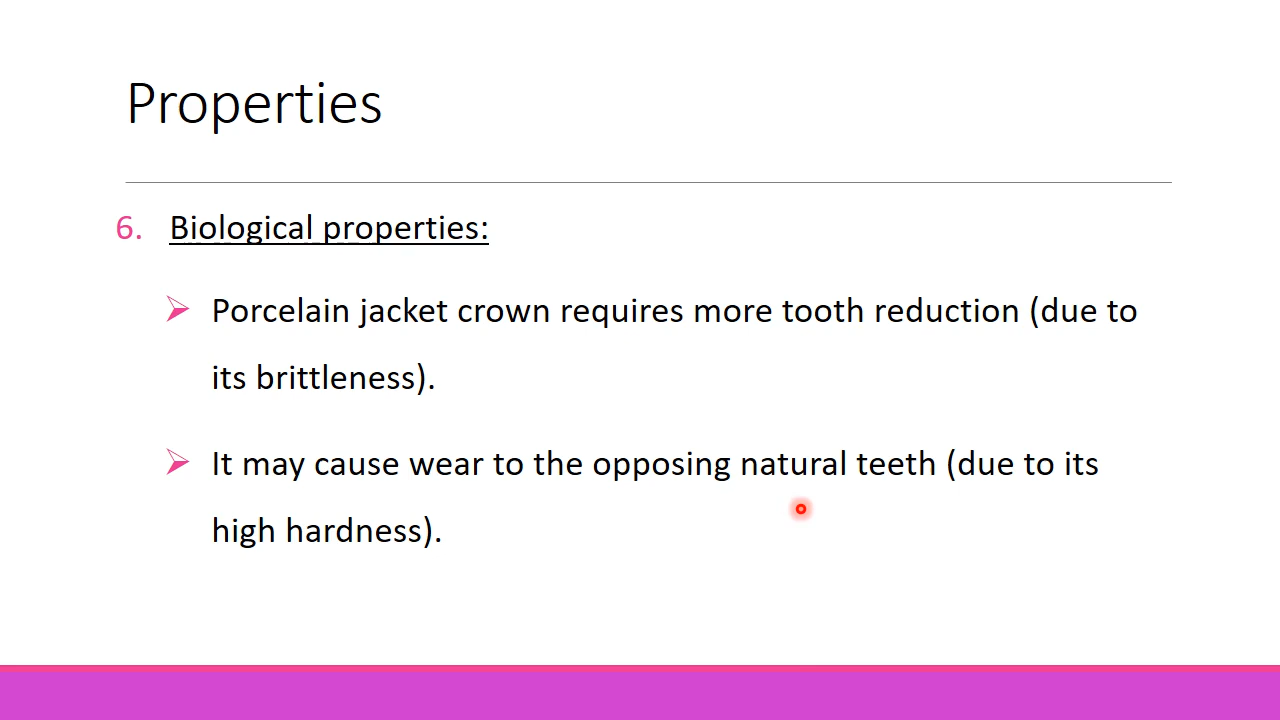 Properties
6. Biological properties:
Porcelain jacket crown requires more tooth reduction (due to
its brittleness).
It may cause wear to the opposing natural teeth (due to its
high hardness).